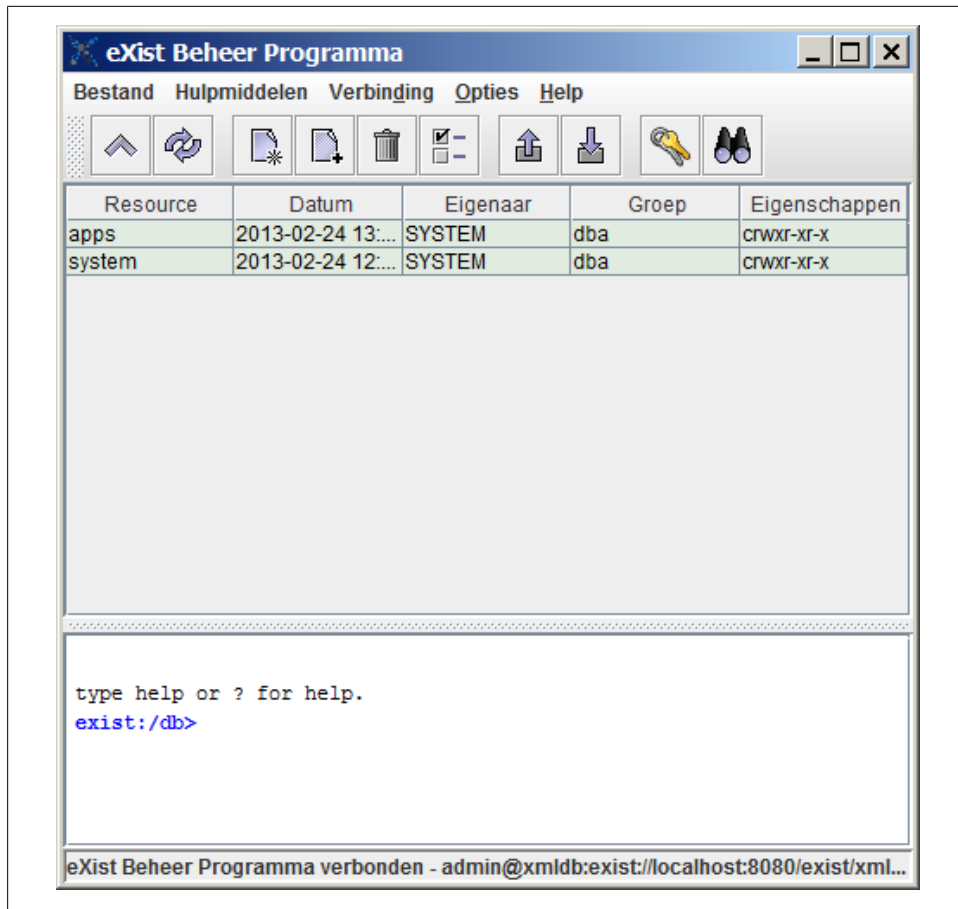 eXist Beheer Programma
Bestand Hulpmiddelen Verbinding Opties Help
Resource Datum Eigenaar Groep Eigenschappen
apps 2013-02-24 13:... SYSTEM dba crwxr-xr-x
system 2013-02-24 12:... SYSTEM dba crwxr-xr-x
type help or ? for help.
exist:/db>
eXist Beheer Programma verbonden - admin@xmldb:exist://localhost:8080/exist/xml...